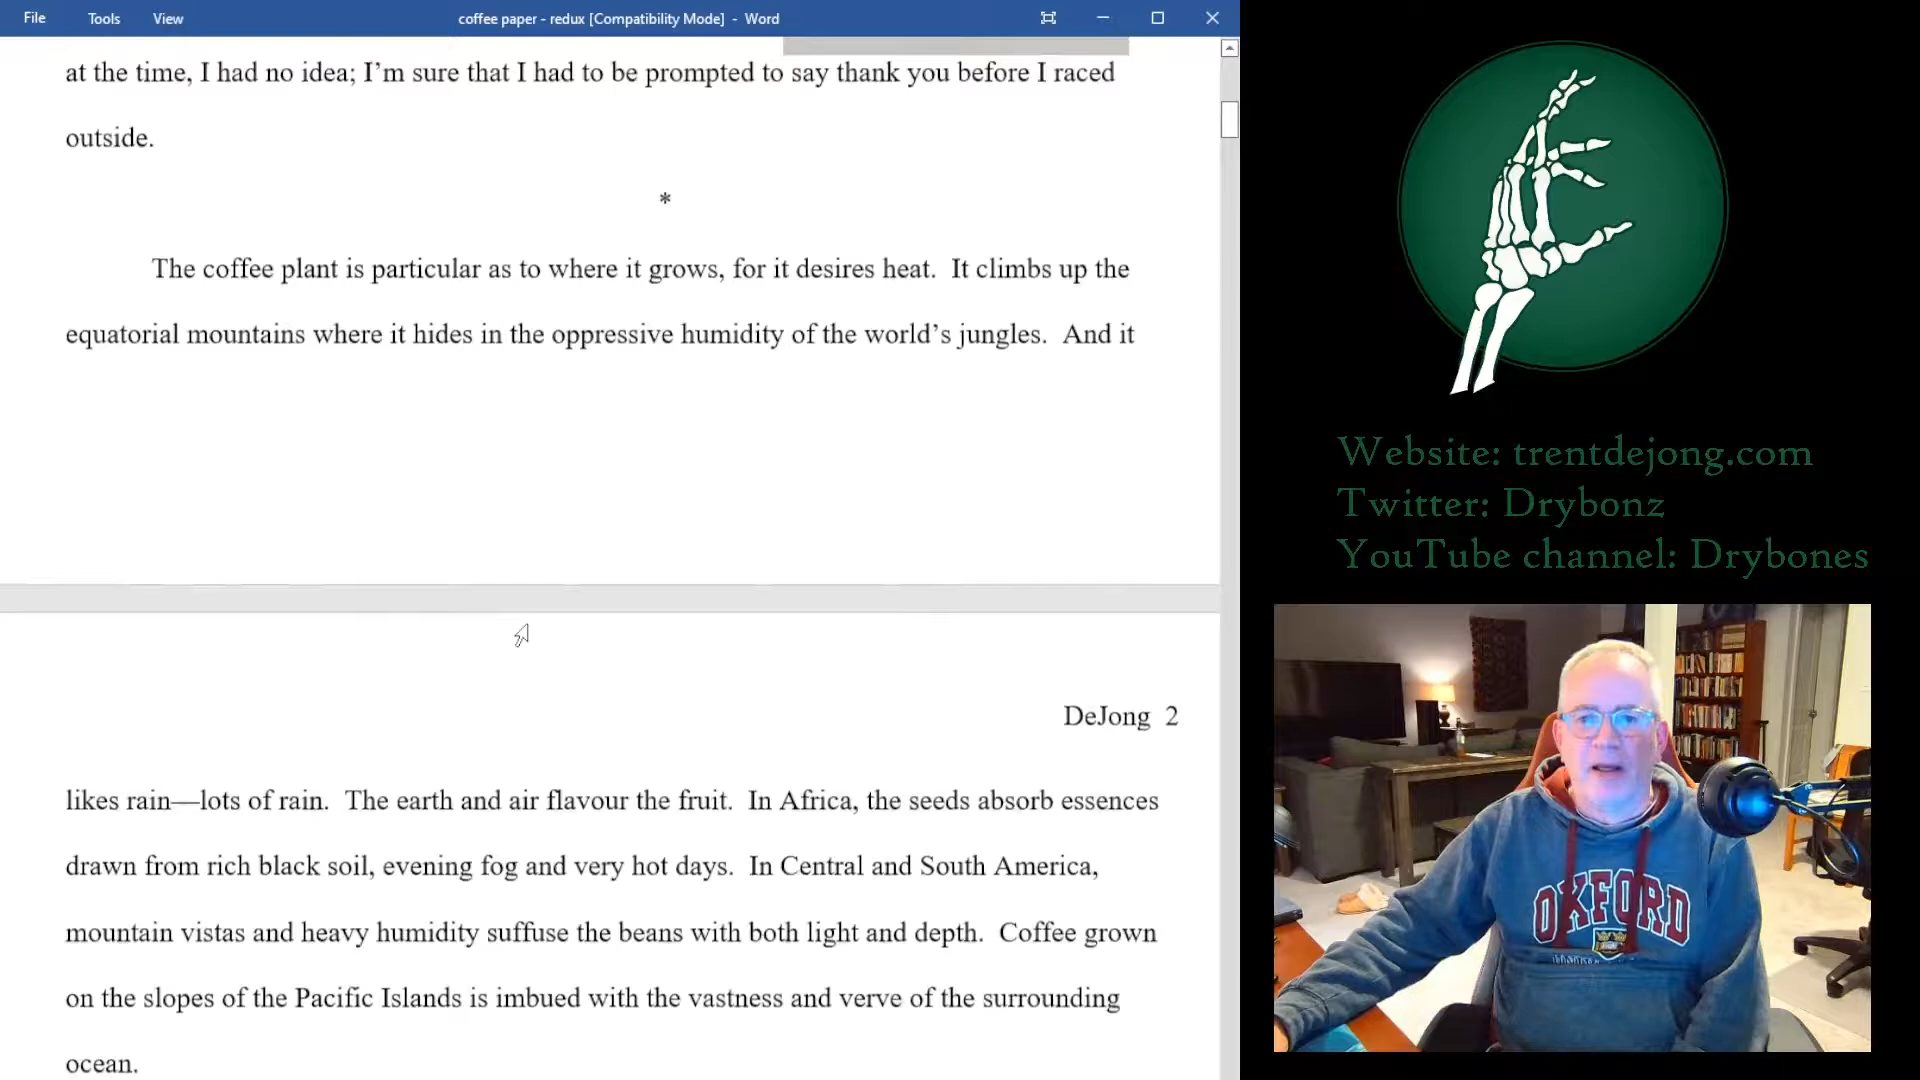 File Tools View coffee paper - redux [Compatibility Mode] - Word
at the time, I had no idea; I’m sure that I had to be prompted to say thank you before I raced
outside.
*
The coffee plant is particular as to where it grows, for it desires heat.  It climbs up the
equatorial mountains where it hides in the oppressive humidity of the world’s jungles.  And it
DeJong  2
likes rain—lots of rain.  The earth and air flavour the fruit.  In Africa, the seeds absorb essences
drawn from rich black soil, evening fog and very hot days.  In Central and South America,
mountain vistas and heavy humidity suffuse the beans with both light and depth.  Coffee grown
on the slopes of the Pacific Islands is imbued with the vastness and verve of the surrounding
ocean.
Website: trentdejong.com
Twitter: Drybonz
YouTube channel: Drybones
OXFORD